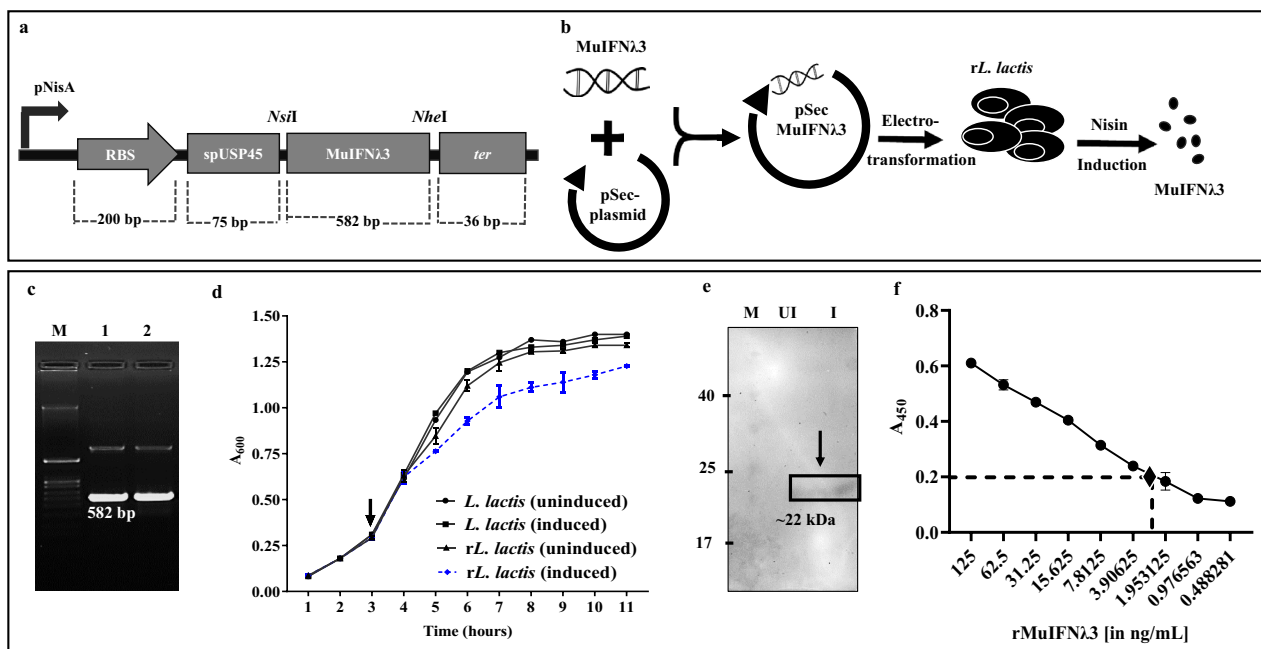 a
pNisA
NsiI
NheI
RBS
spUSP45
MuIFNλ3
ter
200 bp
75 bp
582 bp
36 bp
b
MuIFNλ3
+
pSec-
plasmid
pSec
MuIFNλ3
Electro-
transformation
rL. lactis
Nisin
Induction
MuIFNλ3
c
M 1 2
582 bp
d
1.50
1.25
1.00
0.75
0.50
0.25
0.00
A600
1 2 3 4 5 6 7 8 9 10 11
Time (hours)
L. lactis (uninduced)
L. lactis (induced)
rL. lactis (uninduced)
rL. lactis (induced)
e
M UI I
40
25
17
~22 kDa
f
0.8
0.6
0.4
0.2
0.0
A450
125
62.5
31.25
15.625
7.8125
3.90625
1.953125
0.976563
0.488281
rMuIFNλ3 [in ng/mL]